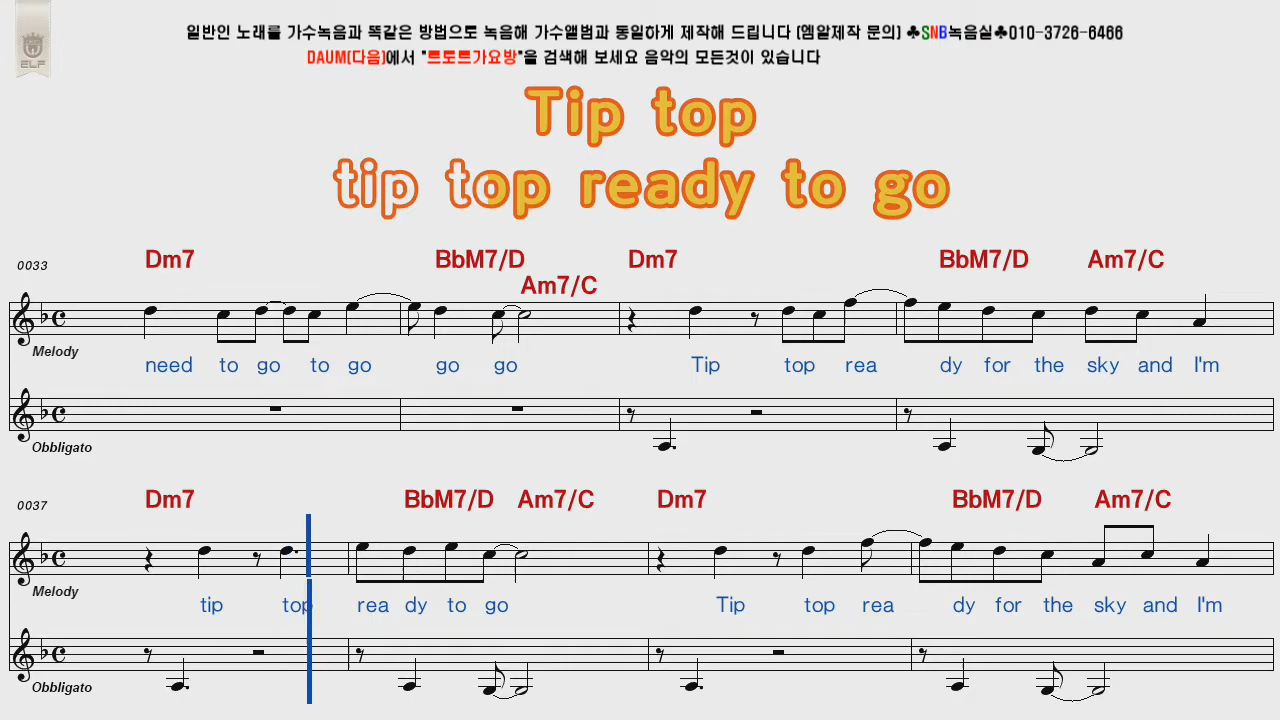 일반인 노래를 가수녹음과 똑같은 방법으로 녹음해 가수앨범과 동일하게 제작해 드립니다 (엠알제작 문의) ♣SNB녹음실♣010-3726-6466
DAUM(다음)에서 "트로트가요방"을 검색해 보세요 음악의 모든것이 있습니다
ELF
Tip top
tip top ready to go
0033
Dm7 BbM7/D Am7/C Dm7 BbM7/D Am7/C
Melody
need to go to go go go Tip top rea dy for the sky and I'm
Obbligato
0037
Dm7 BbM7/D Am7/C Dm7 BbM7/D Am7/C
Melody
tip top rea dy to go Tip top rea dy for the sky and I'm
Obbligato